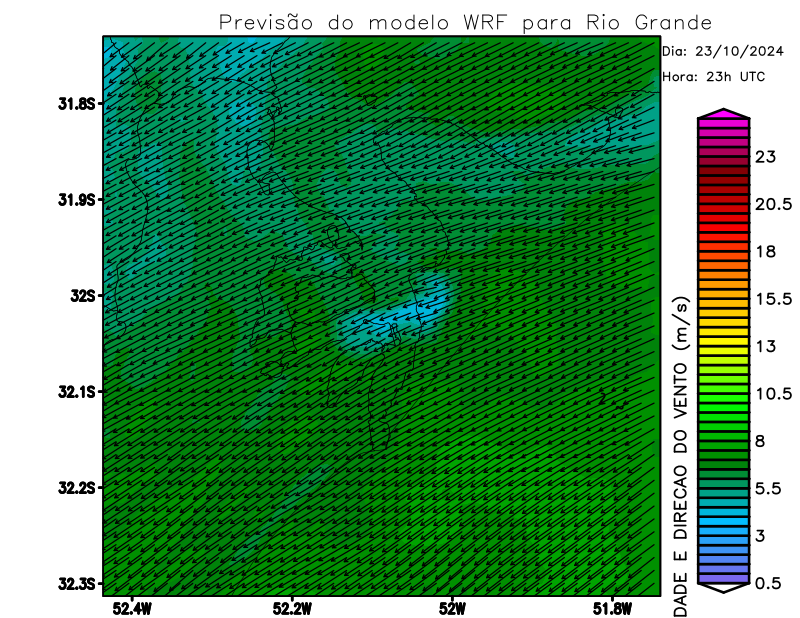 Previsão do modelo WRF para Rio Grande
Dia: 23/10/2024
Hora: 23h UTC
31.8S
31.9S
32S
32.1S
32.2S
32.3S
52.4W
52.2W
52W
51.8W
23
20.5
18
15.5
13
10.5
8
5.5
3
0.5
DADE E DIRECAO DO VENTO (m/s)